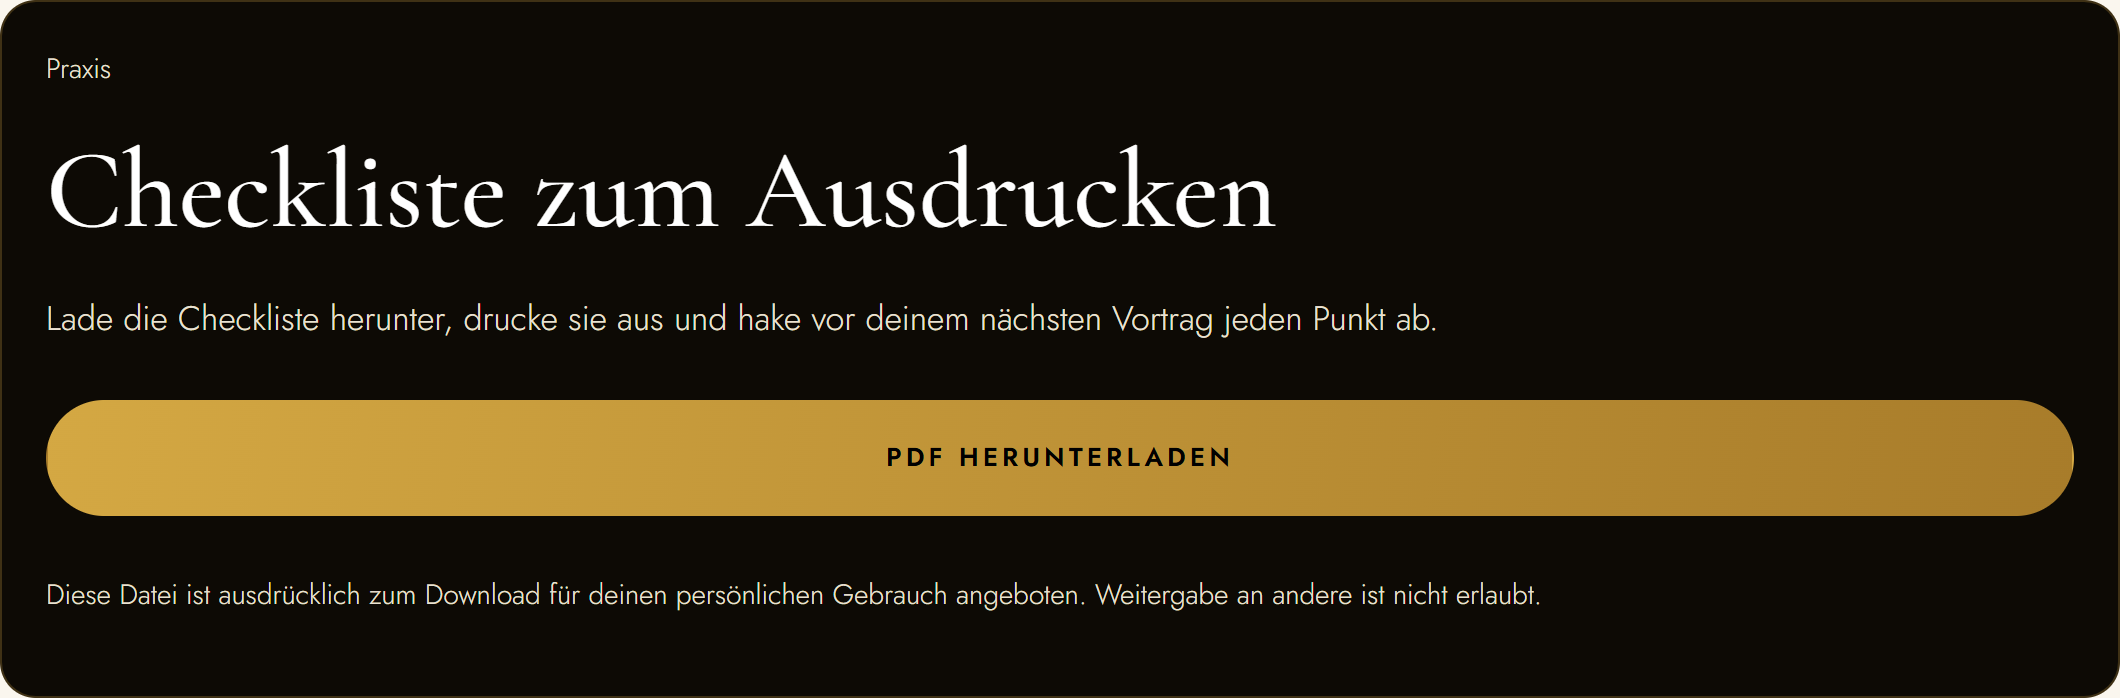 Praxis
Checkliste zum Ausdrucken
Lade die Checkliste herunter, drucke sie aus und hake vor deinem nächsten Vortrag jeden Punkt ab.
PDF HERUNTERLADEN
Diese Datei ist ausdrücklich zum Download für deinen persönlichen Gebrauch angeboten. Weitergabe an andere ist nicht erlaubt.